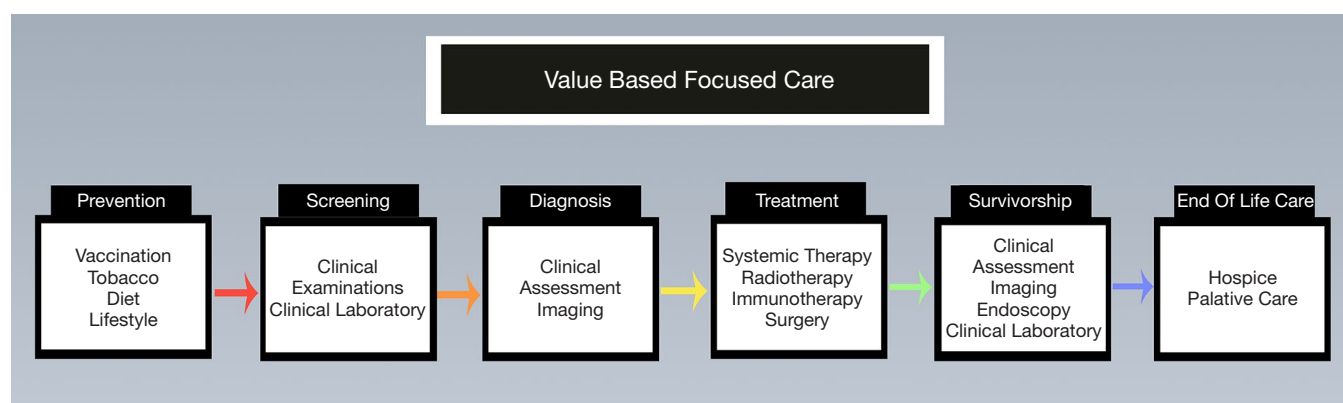 Value Based Focused Care
Prevention
Vaccination
Tobacco
Diet
Lifestyle
Screening
Clinical
Examinations
Clinical Laboratory
Diagnosis
Clinical
Assessment
Imaging
Treatment
Systemic Therapy
Radiotherapy
Immunotherapy
Surgery
Survivorship
Clinical
Assessment
Imaging
Endoscopy
Clinical Laboratory
End Of Life Care
Hospice
Palative Care